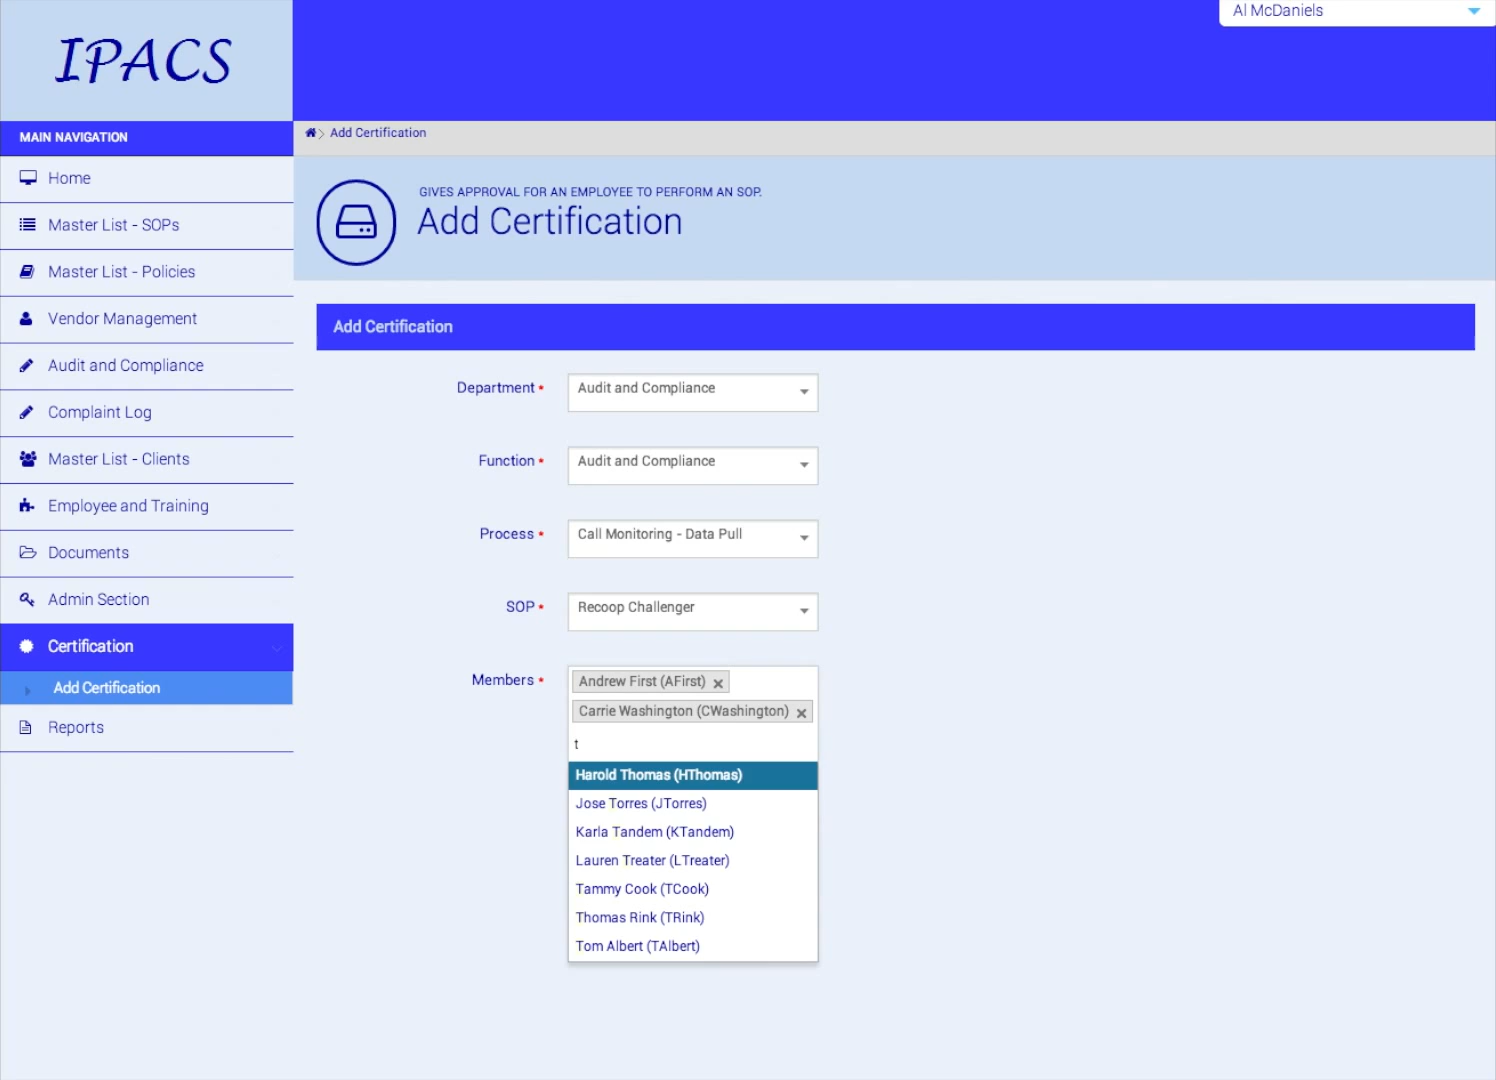 Al McDaniels
IPACS
MAIN NAVIGATION
Add Certification
Home
Master List - SOPs
Master List - Policies
Vendor Management
Audit and Compliance
Complaint Log
Master List - Clients
Employee and Training
Documents
Admin Section
Certification
Add Certification
Reports
GIVES APPROVAL FOR AN EMPLOYEE TO PERFORM AN SOP.
Add Certification
Add Certification
Department * Audit and Compliance
Function * Audit and Compliance
Process * Call Monitoring - Data Pull
SOP * Recoop Challenger
Members * Andrew First (AFirst) ×
Carrie Washington (CWashington) ×
t
Harold Thomas (HThomas)
Jose Torres (JTorres)
Karla Tandem (KTandem)
Lauren Treater (LTreater)
Tammy Cook (TCook)
Thomas Rink (TRink)
Tom Albert (TAlbert)